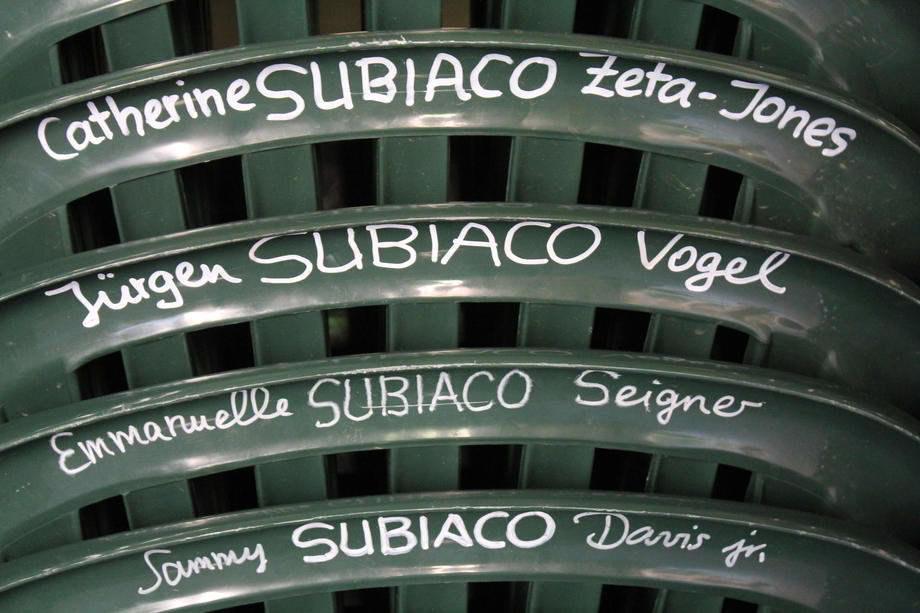 Catherine SUBIACO Zeta-Jones
Jürgen SUBIACO Vogel
Emmanuelle SUBIACO Seigner
Sammy SUBIACO Davis jr.